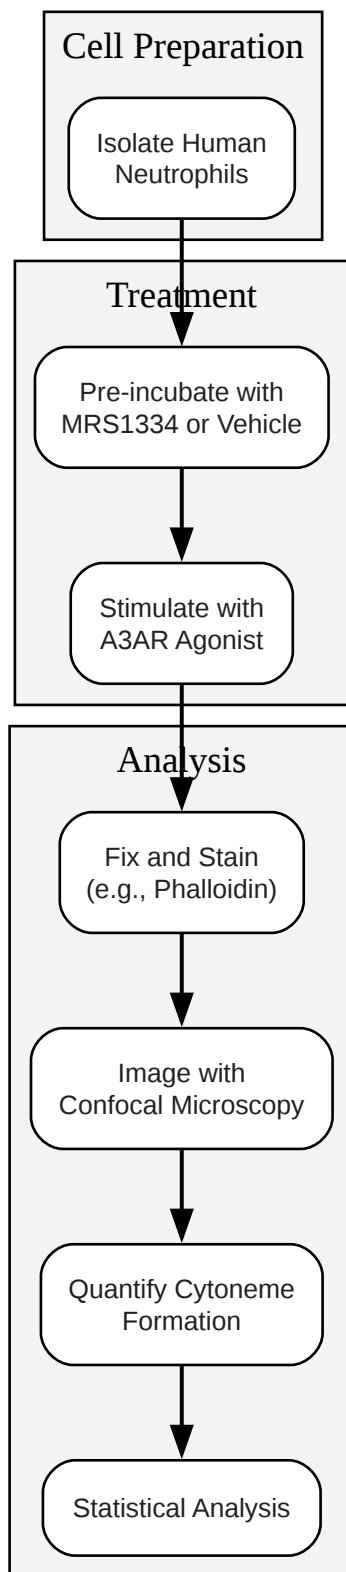 Cell Preparation
Isolate Human
Neutrophils
Treatment
Pre-incubate with
MRS1334 or Vehicle
Stimulate with
A3AR Agonist
Analysis
Fix and Stain
(e.g., Phalloidin)
Image with
Confocal Microscopy
Quantify Cytoneme
Formation
Statistical Analysis